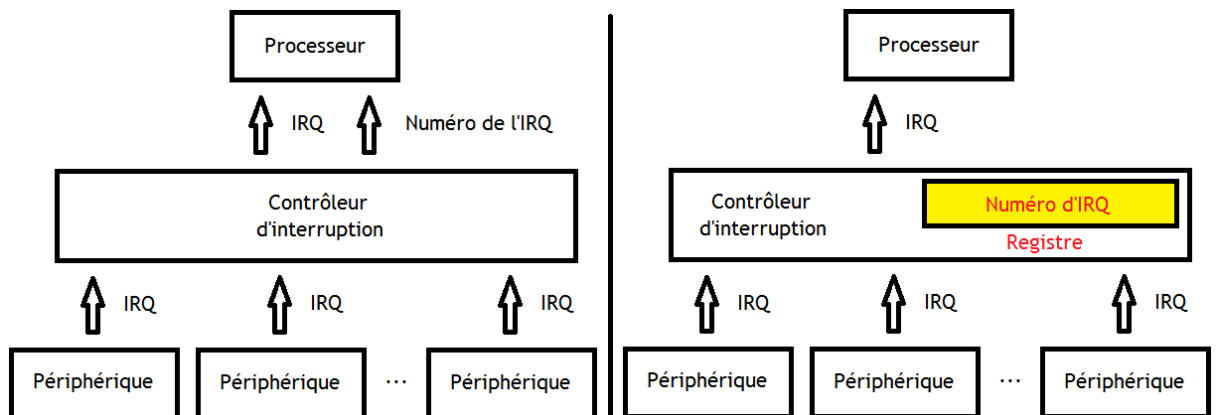 Processeur
IRQ
Numéro de l'IRQ
Contrôleur
d'interruption
IRQ
IRQ
IRQ
Périphérique
Périphérique
...
Périphérique
Processeur
IRQ
Contrôleur
d'interruption
Numéro d'IRQ
Registre
IRQ
IRQ
IRQ
Périphérique
Périphérique
...
Périphérique